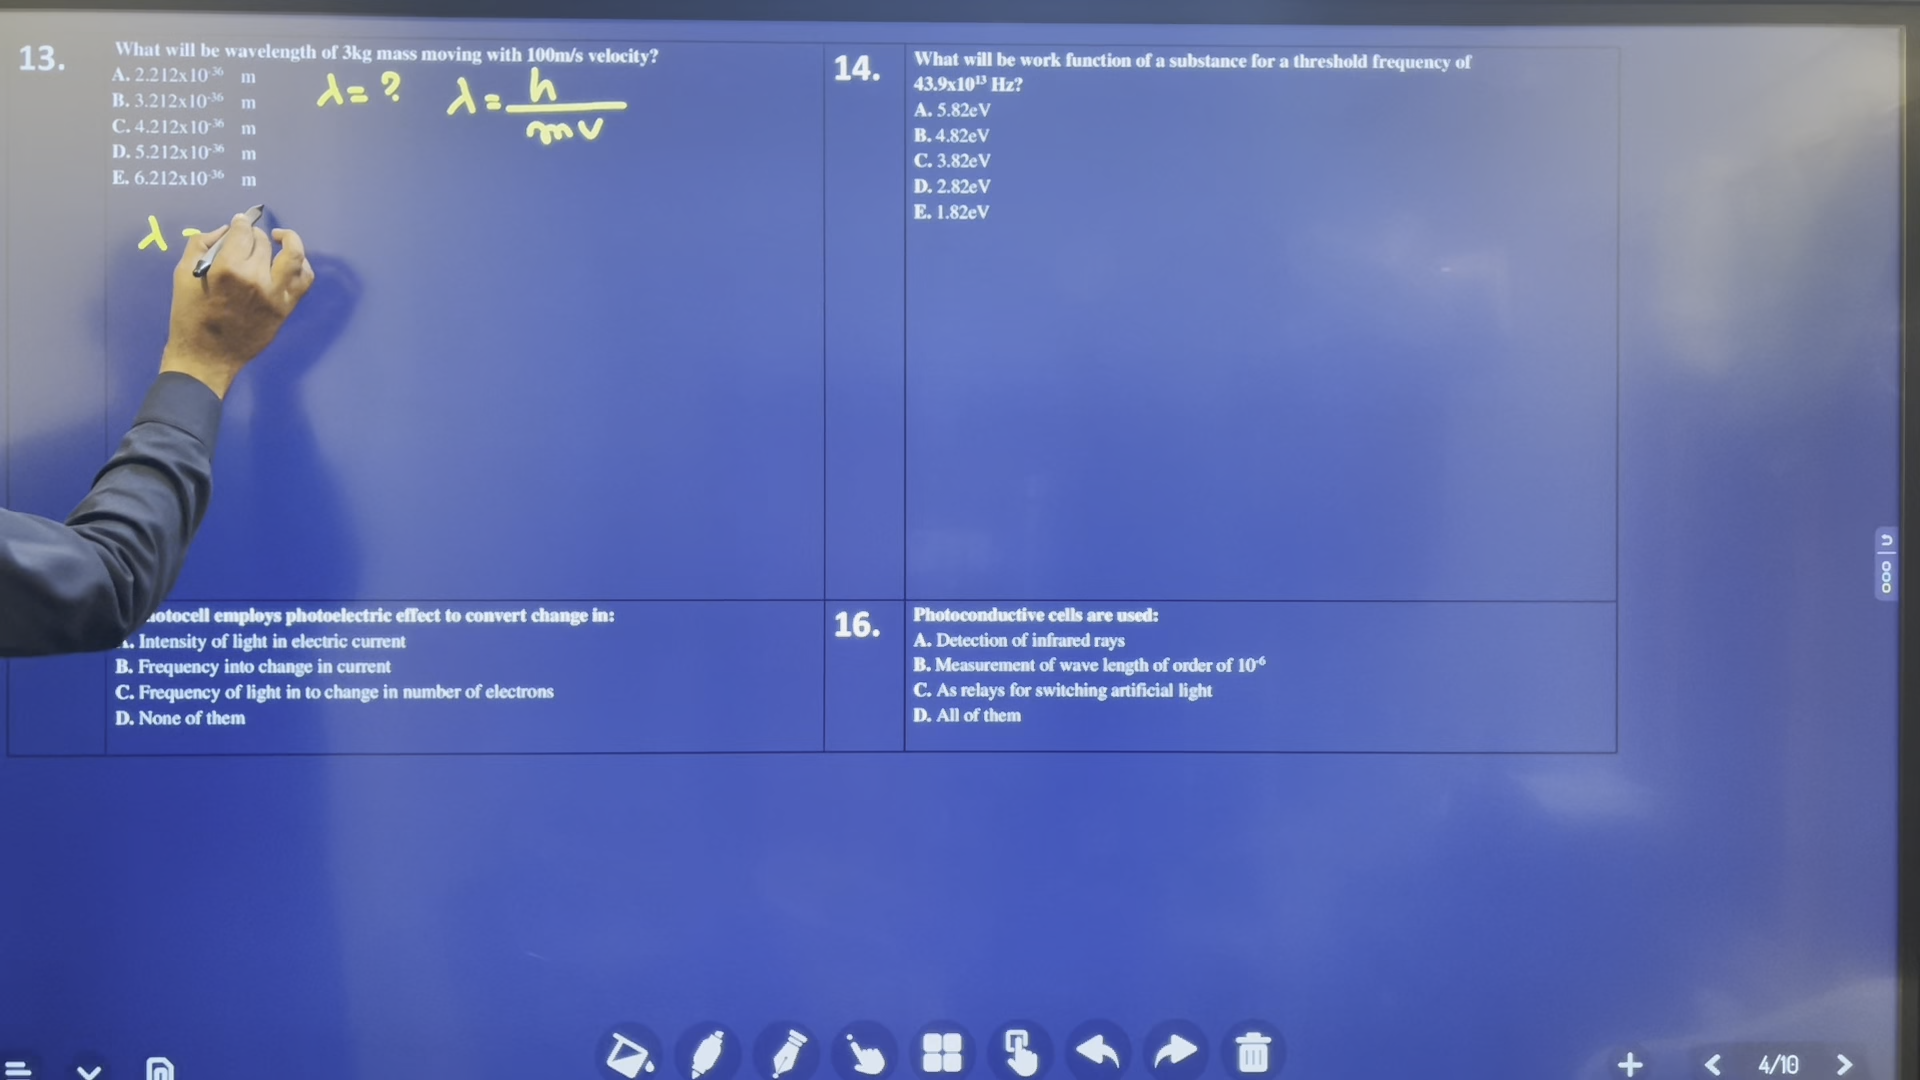 13.
What will be wavelength of 3kg mass moving with 100m/s velocity?
A. 2.212x10⁻³⁶ m
B. 3.212x10⁻³⁶ m
C. 4.212x10⁻³⁶ m
D. 5.212x10⁻³⁶ m
E. 6.212x10⁻³⁶ m
λ = ?
λ = h / mv
λ =
14.
What will be work function of a substance for a threshold frequency of
43.9x10¹³ Hz?
A. 5.82eV
B. 4.82eV
C. 3.82eV
D. 2.82eV
E. 1.82eV
employs photoelectric effect to convert change in:
Intensity of light in electric current
B. Frequency into change in current
C. Frequency of light in to change in number of electrons
D. None of them
16.
Photoconductive cells are used:
A. Detection of infrared rays
B. Measurement of wave length of order of 10⁻⁶
C. As relays for switching artificial light
D. All of them
4/10